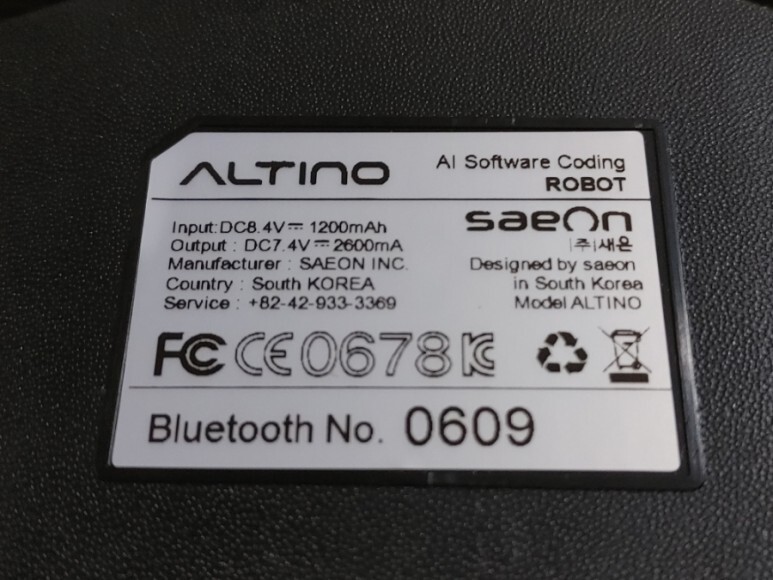 ALTINO
AI Software Coding
ROBOT
Input:DC8.4V⎓1200mAh
Output : DC7.4V⎓2600mA
Manufacturer : SAEON INC.
Country : South KOREA
Service : +82-42-933-3369
saeon
(주)새온
Designed by saeon
in South Korea
Model ALTINO
FC CE0678 KC
Bluetooth No. 0609